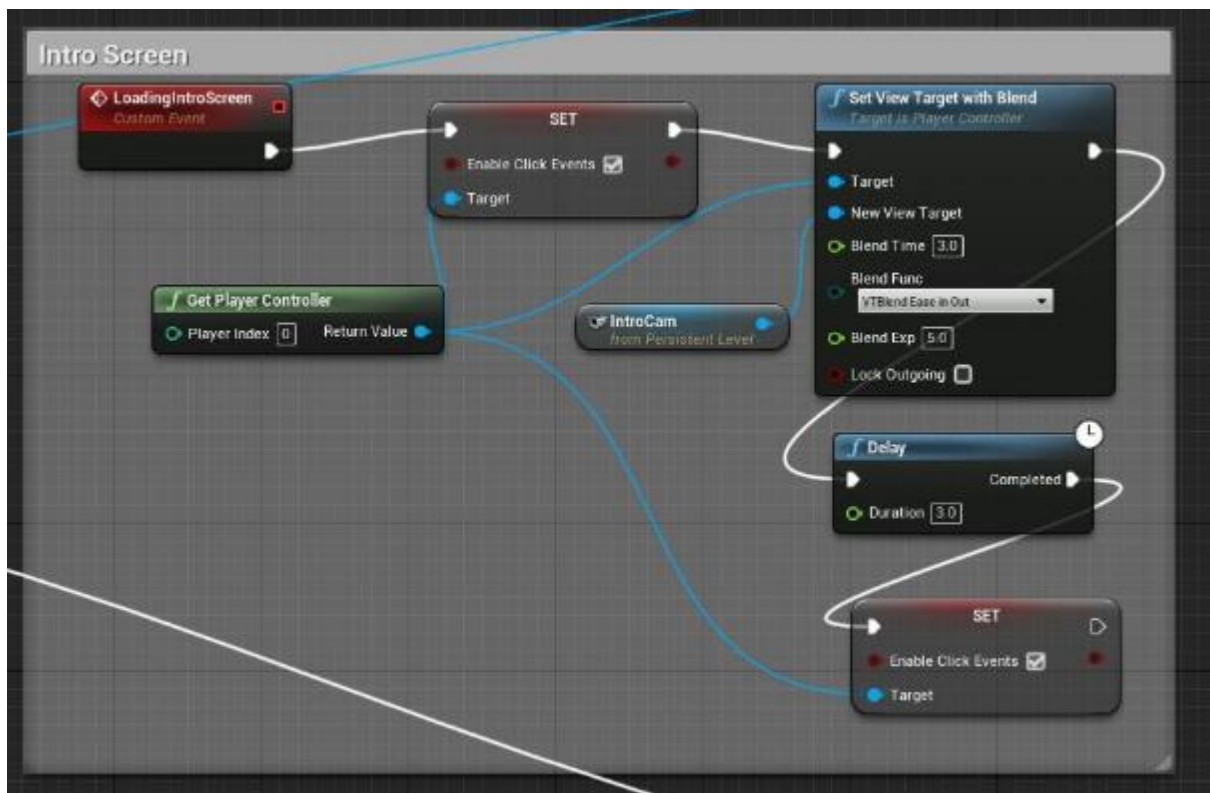 Intro Screen
LoadingIntroScreen
Custom Event
SET
Enable Click Events
Target
Set View Target with Blend
Target is Player Controller
Target
New View Target
Blend Time 3.0
Blend Func
VTBlend Ease in Out
Blend Exp 5.0
Lock Outgoing
Get Player Controller
Player Index 0 Return Value
IntroCam
from Persistent Level
Delay
Completed
Duration 3.0
SET
Enable Click Events
Target